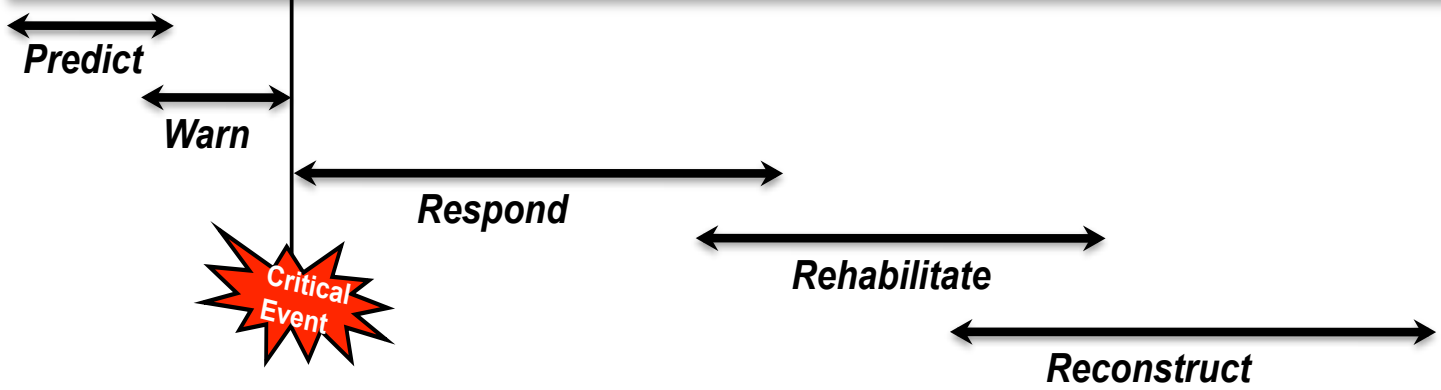 Predict
Warn
Respond
Critical
Event
Rehabilitate
Reconstruct